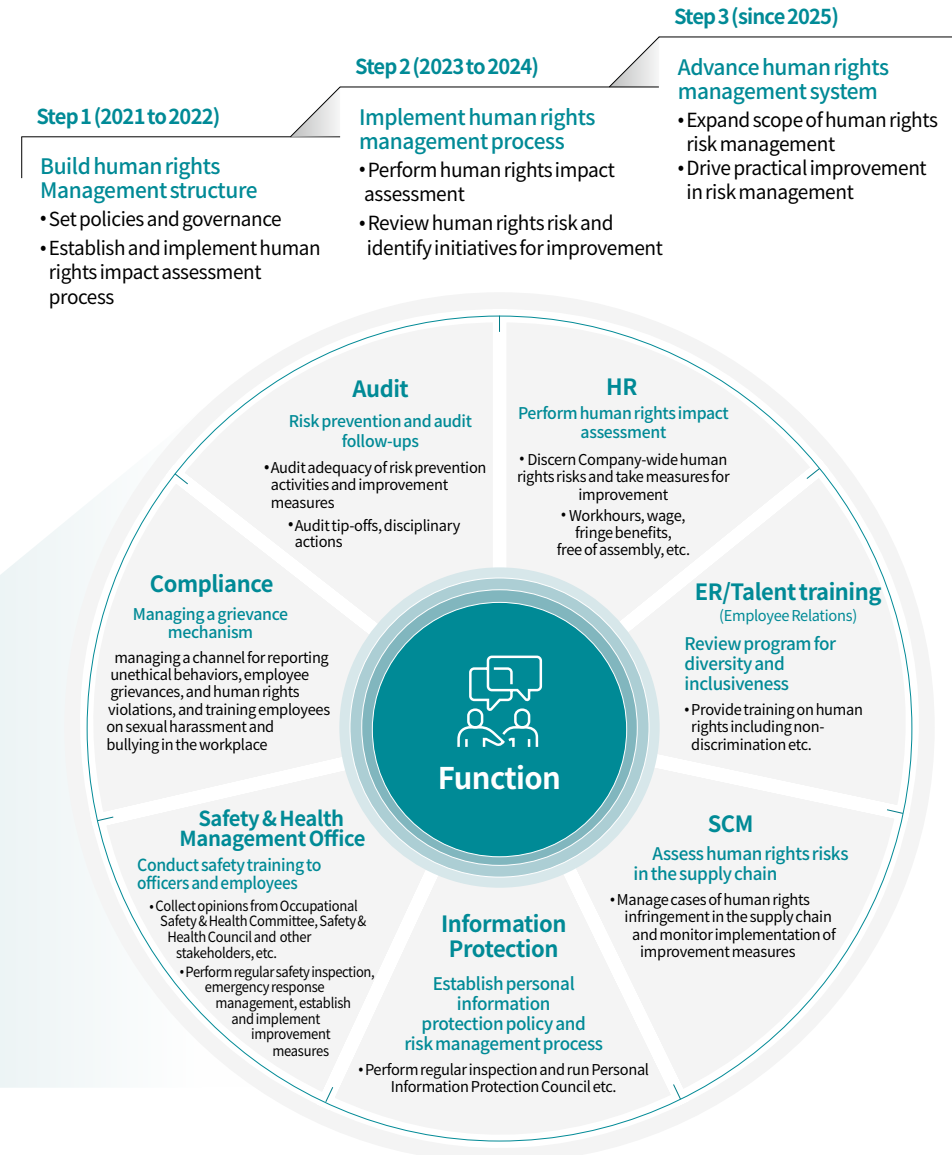 Step 1 (2021 to 2022)
Build human rights
Management structure
• Set policies and governance
• Establish and implement human
rights impact assessment
process
Step 2 (2023 to 2024)
Implement human rights
management process
• Perform human rights impact
assessment
• Review human rights risk and
identify initiatives for improvement
Step 3 (since 2025)
Advance human rights
management system
• Expand scope of human rights
risk management
• Drive practical improvement
in risk management
Audit
Risk prevention and audit
follow-ups
• Audit adequacy of risk prevention
activities and improvement
measures
• Audit tip-offs, disciplinary
actions
HR
Perform human rights impact
assessment
• Discern Company-wide human
rights risks and take measures for
improvement
• Workhours, wage,
fringe benefits,
free of assembly, etc.
Compliance
Managing a grievance
mechanism
managing a channel for reporting
unethical behaviors, employee
grievances, and human rights
violations, and training employees
on sexual harassment and
bullying in the workplace
ER/Talent training
(Employee Relations)
Review program for
diversity and
inclusiveness
• Provide training on human
rights including non-
discrimination etc.
Function
Safety & Health
Management Office
Conduct safety training to
officers and employees
• Collect opinions from Occupational
Safety & Health Committee, Safety &
Health Council and other
stakeholders, etc.
• Perform regular safety inspection,
emergency response
management, establish
and implement
improvement
measures
Information
Protection
Establish personal
information
protection policy and
risk management process
• Perform regular inspection and run Personal
Information Protection Council etc.
SCM
Assess human rights risks
in the supply chain
• Manage cases of human rights
infringement in the supply chain
and monitor implementation of
improvement measures